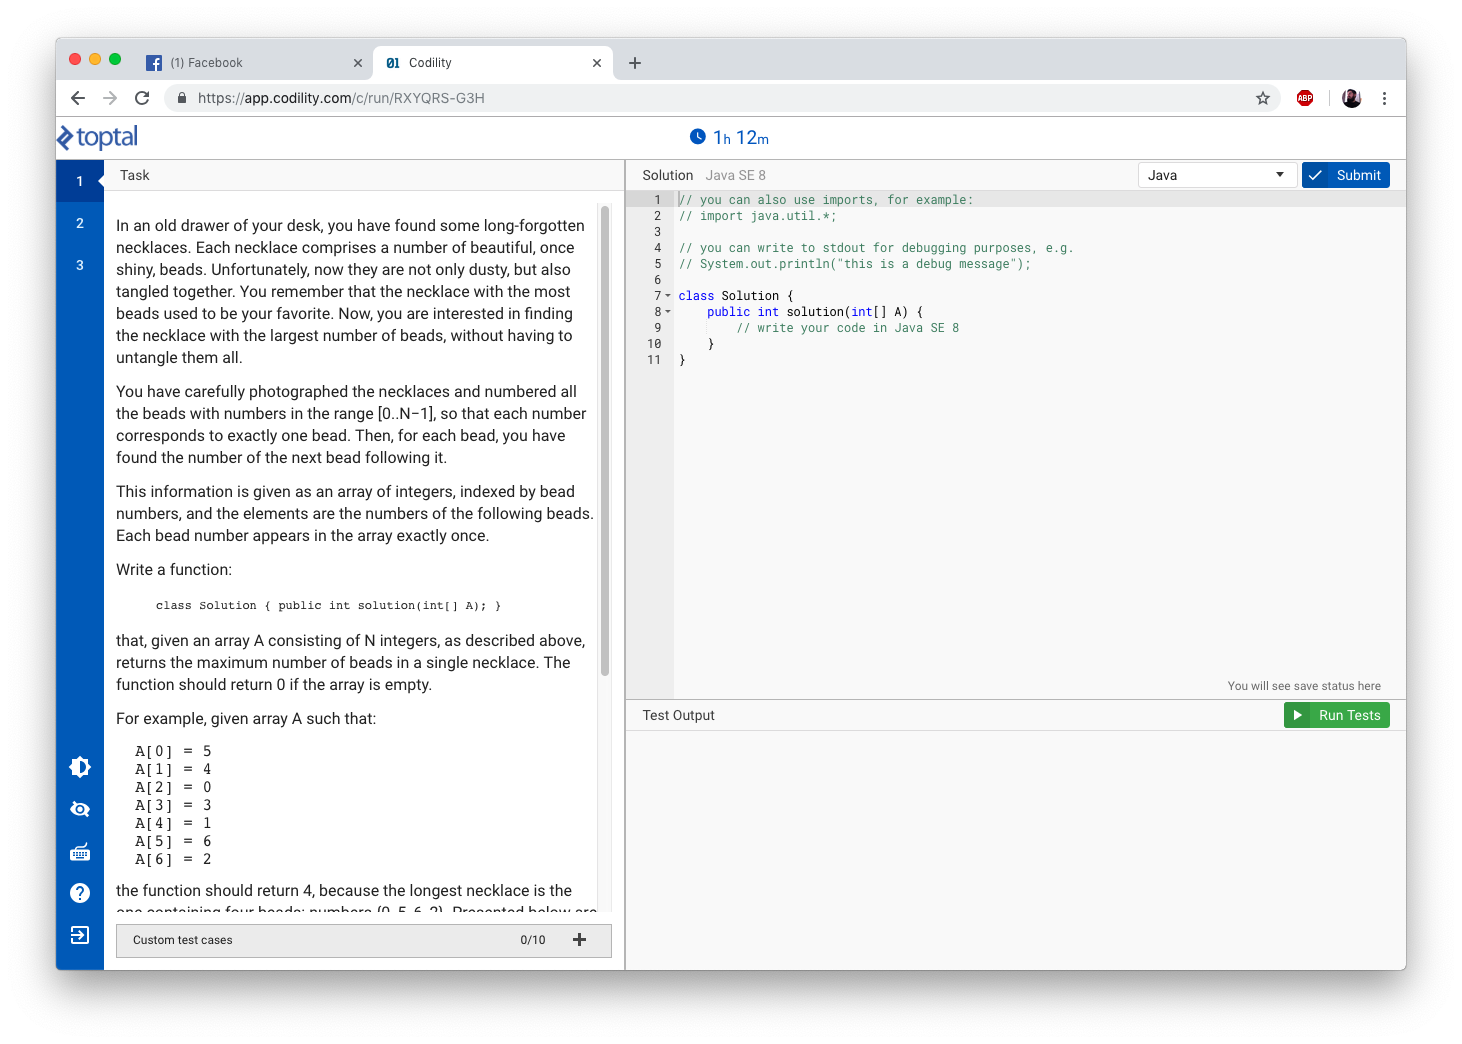 (1) Facebook
Codility
https://app.codility.com/c/run/RXYQRS-G3H
ABP
toptal
1h 12m
1
2
3
Task
In an old drawer of your desk, you have found some long-forgotten
necklaces. Each necklace comprises a number of beautiful, once
shiny, beads. Unfortunately, now they are not only dusty, but also
tangled together. You remember that the necklace with the most
beads used to be your favorite. Now, you are interested in finding
the necklace with the largest number of beads, without having to
untangle them all.
You have carefully photographed the necklaces and numbered all
the beads with numbers in the range [0..N−1], so that each number
corresponds to exactly one bead. Then, for each bead, you have
found the number of the next bead following it.
This information is given as an array of integers, indexed by bead
numbers, and the elements are the numbers of the following beads.
Each bead number appears in the array exactly once.
Write a function:
class Solution { public int solution(int[] A); }
that, given an array A consisting of N integers, as described above,
returns the maximum number of beads in a single necklace. The
function should return 0 if the array is empty.
For example, given array A such that:
A[0] = 5
A[1] = 4
A[2] = 0
A[3] = 3
A[4] = 1
A[5] = 6
A[6] = 2
the function should return 4, because the longest necklace is the
one containing four beads: numbers {0, 5, 6, 2}. Presented below are
Custom test cases 0/10
Solution Java SE 8
Java
Submit
1 // you can also use imports, for example:
2 // import java.util.*;
3
4 // you can write to stdout for debugging purposes, e.g.
5 // System.out.println("this is a debug message");
6
7 class Solution {
8 public int solution(int[] A) {
9 // write your code in Java SE 8
10 }
11 }
You will see save status here
Test Output
Run Tests